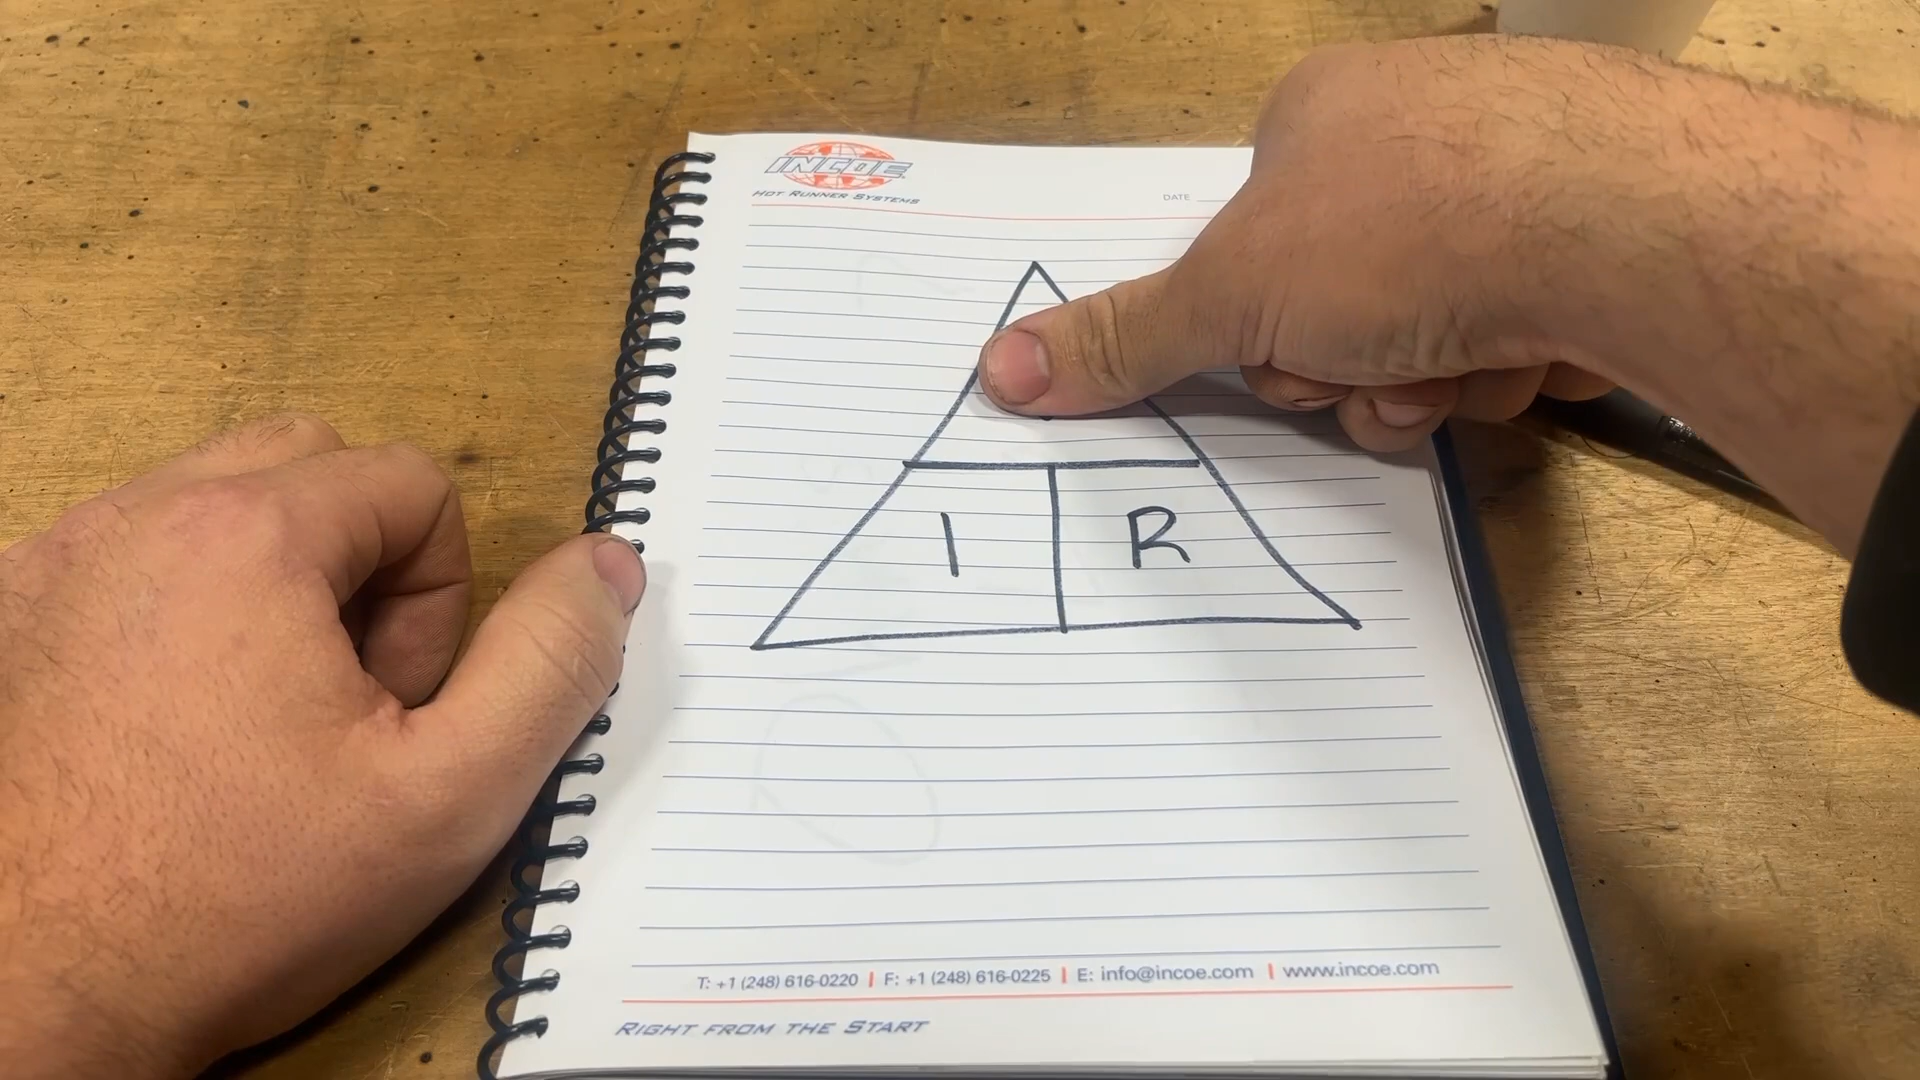 INCOE
HOT RUNNER SYSTEMS
DATE
I R
T: +1 (248) 616-0220 | F: +1 (248) 616-0225 | E: info@incoe.com | www.incoe.com
RIGHT FROM THE START